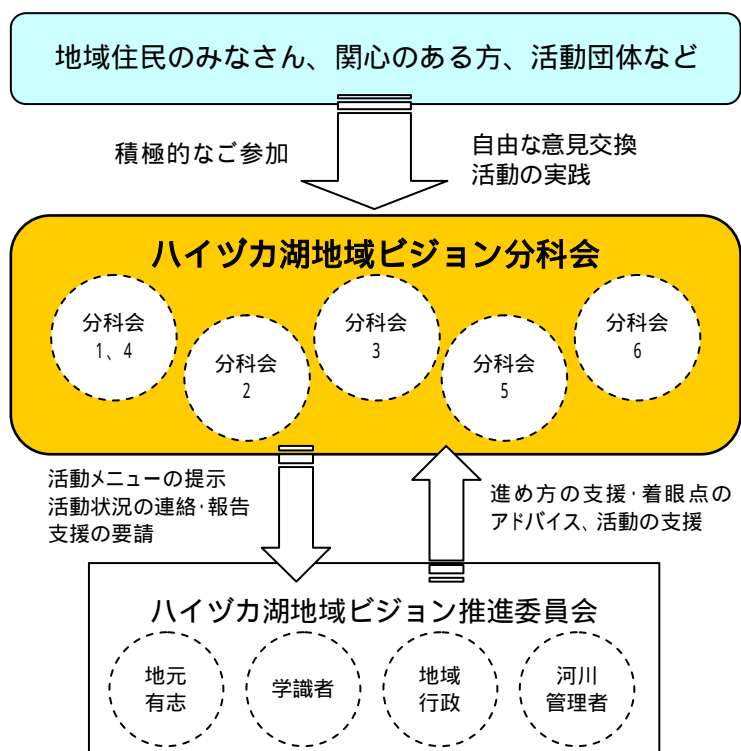 地域住民のみなさん、関心のある方、活動団体など
積極的なご参加
自由な意見交換
活動の実践
ハイヅカ湖地域ビジョン分科会
分科会
1、4
分科会
2
分科会
3
分科会
5
分科会
6
活動メニューの提示
活動状況の連絡・報告
支援の要請
進め方の支援・着眼点の
アドバイス、活動の支援
ハイヅカ湖地域ビジョン推進委員会
地元
有志
学識者
地域
行政
河川
管理者